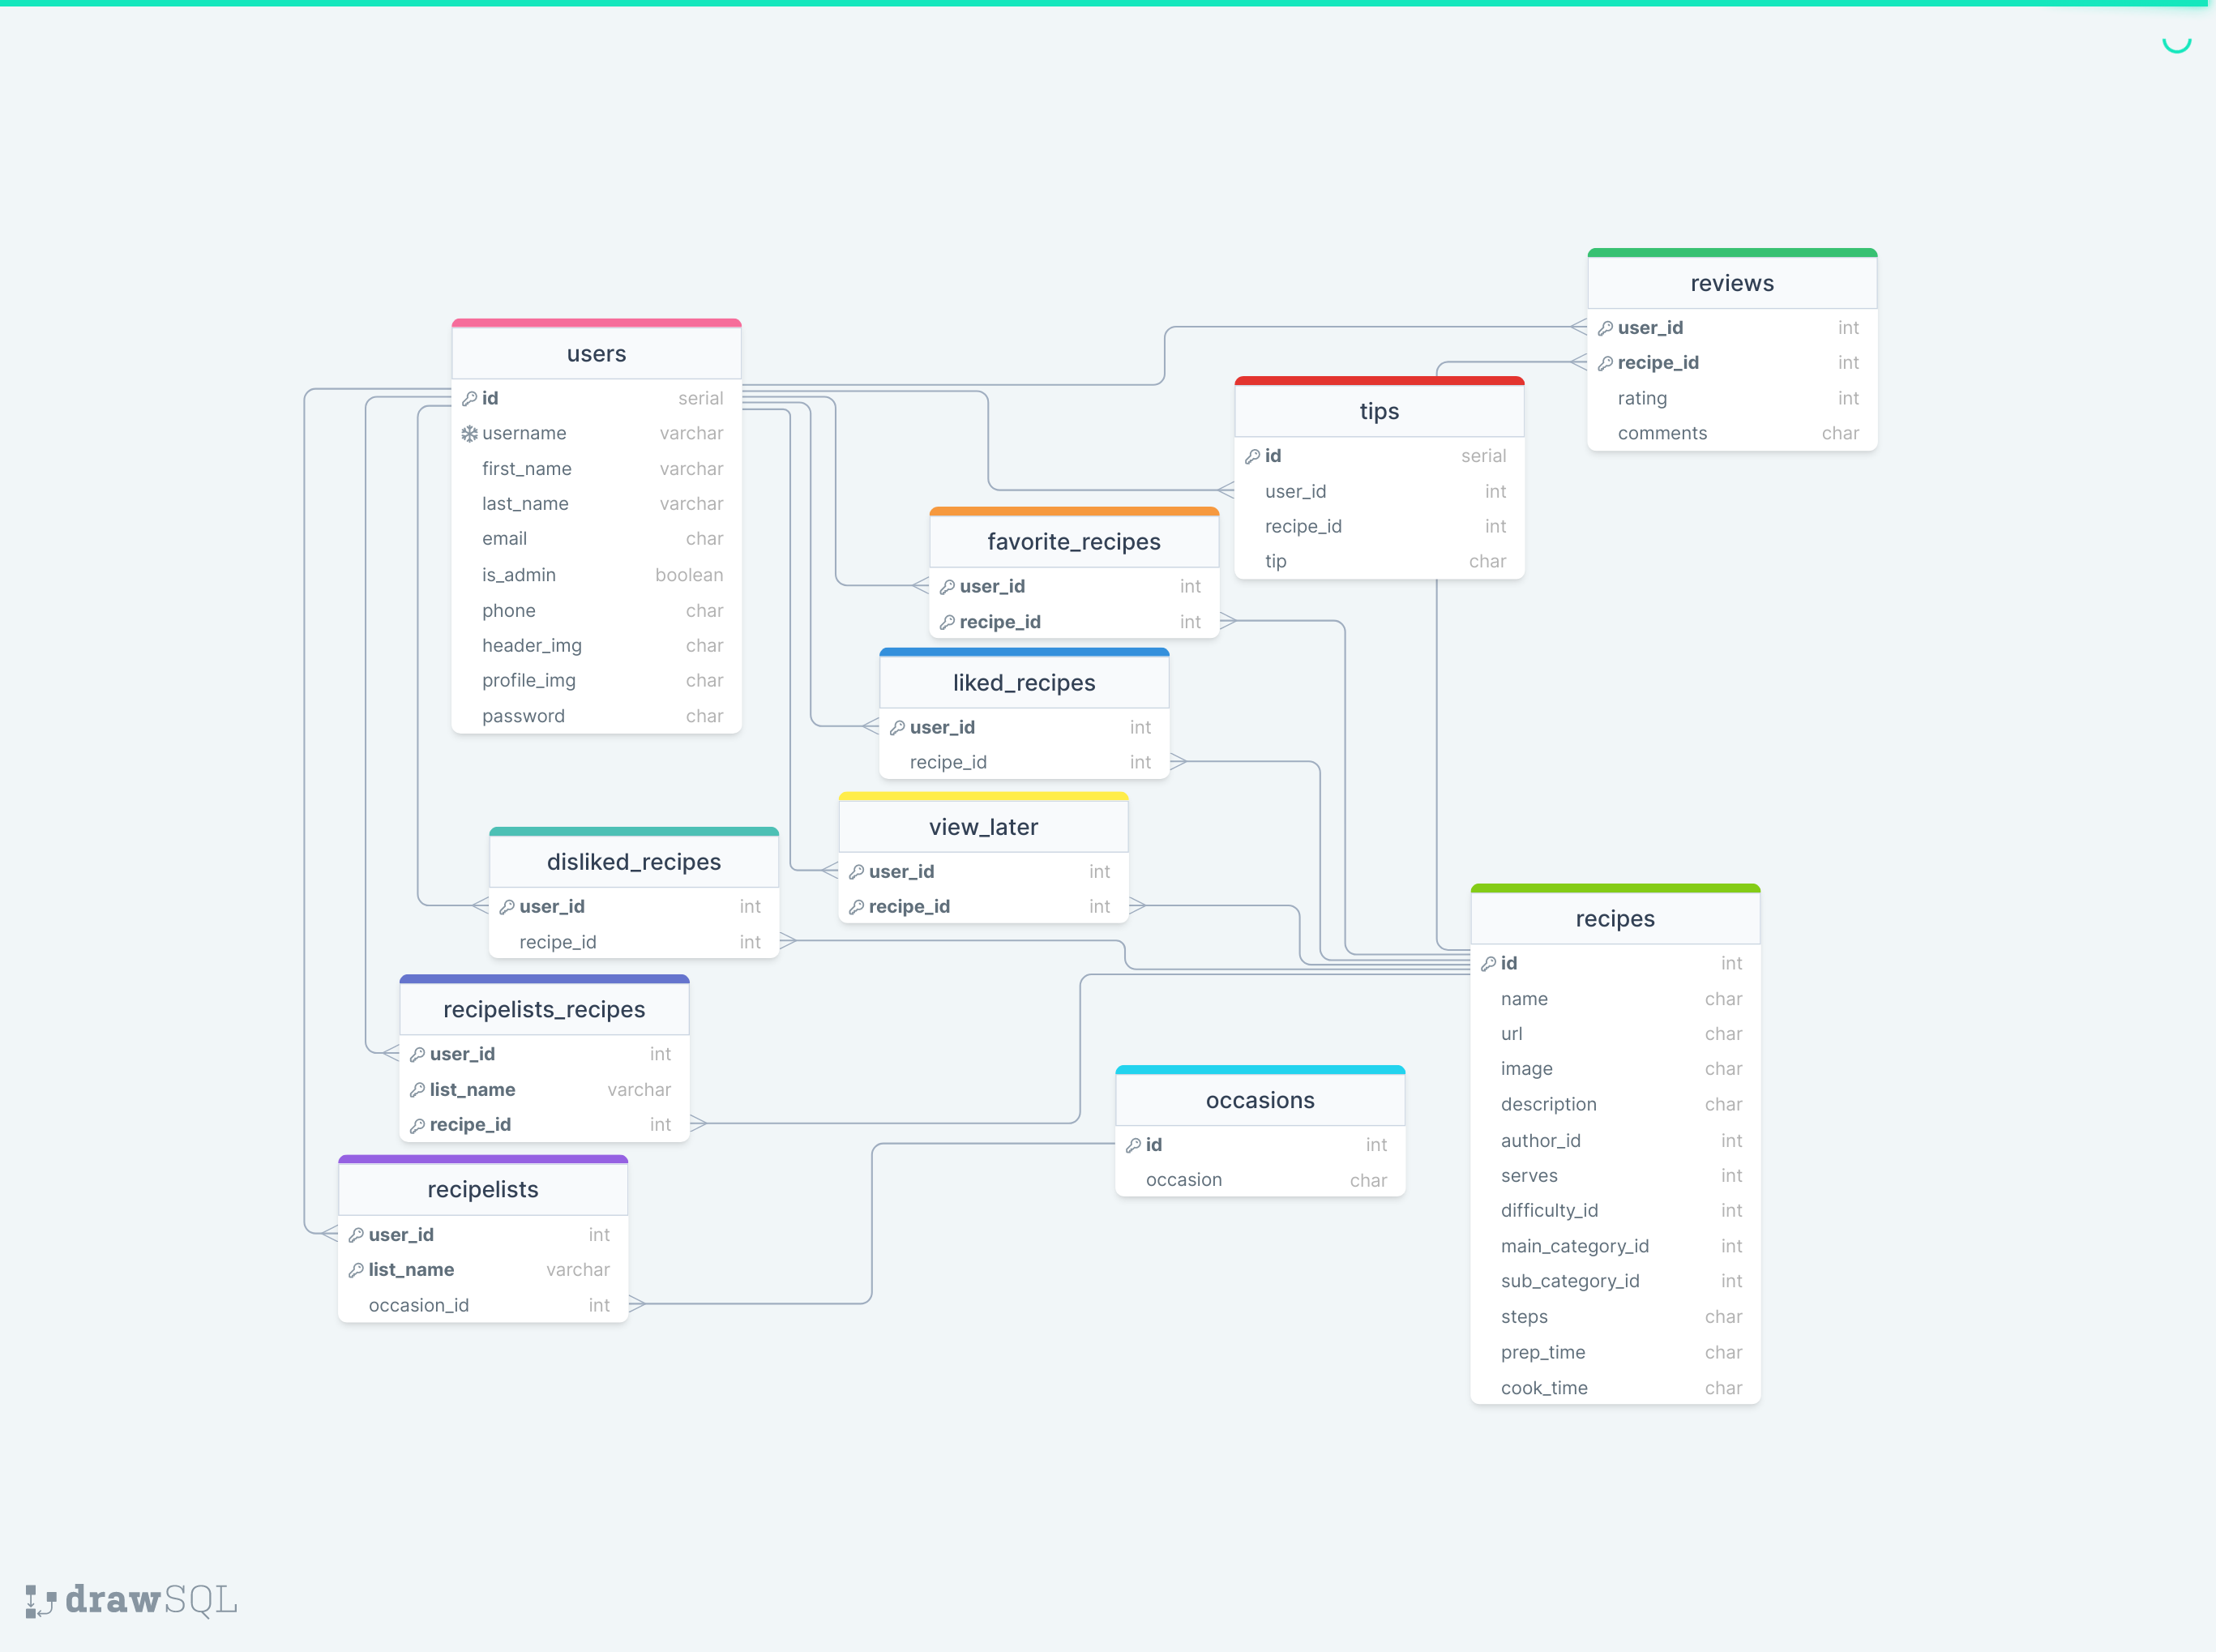 reviews
user_id int
recipe_id int
rating int
comments char
users
id serial
username varchar
first_name varchar
last_name varchar
email char
is_admin boolean
phone char
header_img char
profile_img char
password char
tips
id serial
user_id int
recipe_id int
tip char
favorite_recipes
user_id int
recipe_id int
liked_recipes
user_id int
recipe_id int
view_later
user_id int
recipe_id int
disliked_recipes
user_id int
recipe_id int
recipes
id int
name char
url char
image char
description char
author_id int
serves int
difficulty_id int
main_category_id int
sub_category_id int
steps char
prep_time char
cook_time char
recipelists_recipes
user_id int
list_name varchar
recipe_id int
occasions
id int
occasion char
recipelists
user_id int
list_name varchar
occasion_id int
drawSQL